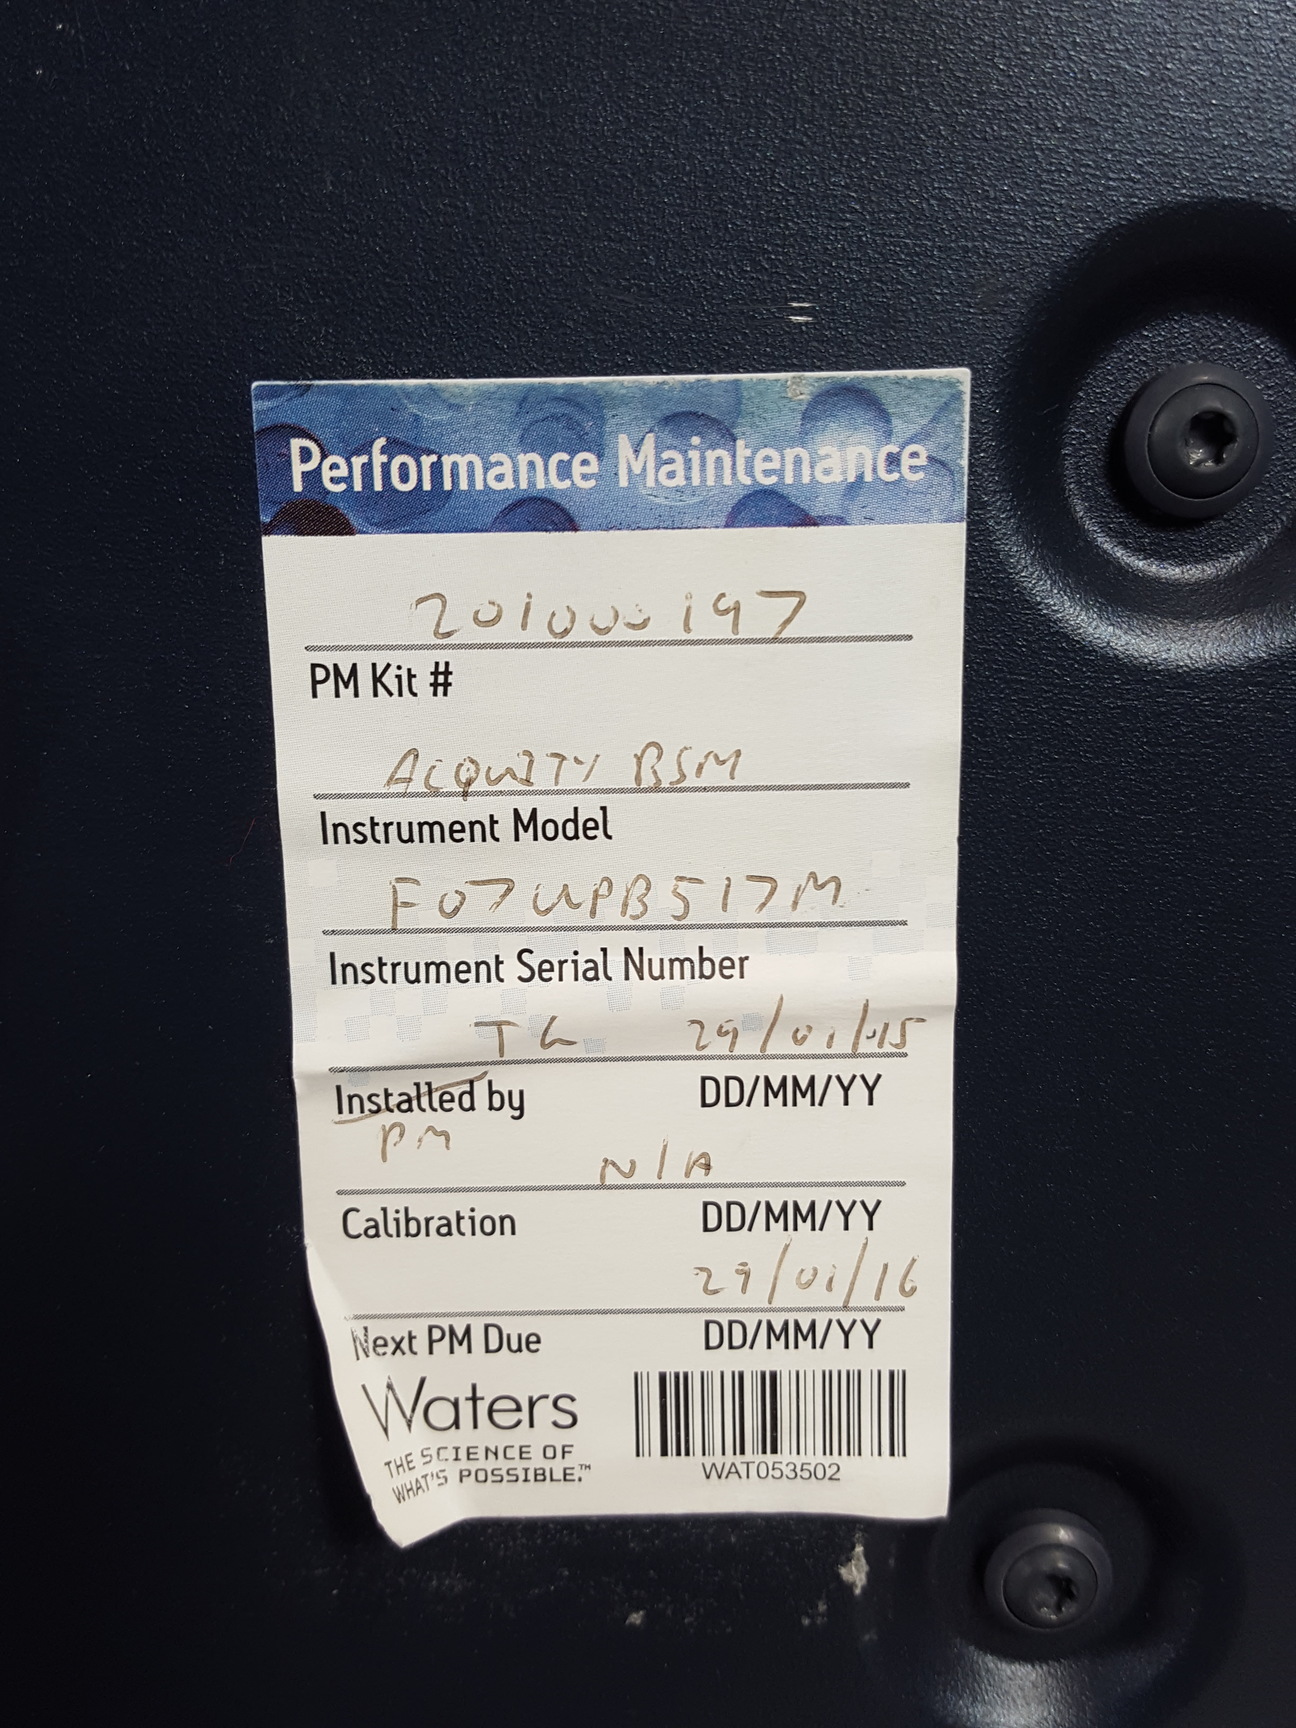 Performance Maintenance
201000197
PM Kit #
ACQUITY BSM
Instrument Model
F07UPB517M
Instrument Serial Number
29/01/15
Installed by DD/MM/YY
PM
N/A
Calibration DD/MM/YY
29/01/16
Next PM Due DD/MM/YY
Waters
THE SCIENCE OF
WHAT'S POSSIBLE.™
WAT053502